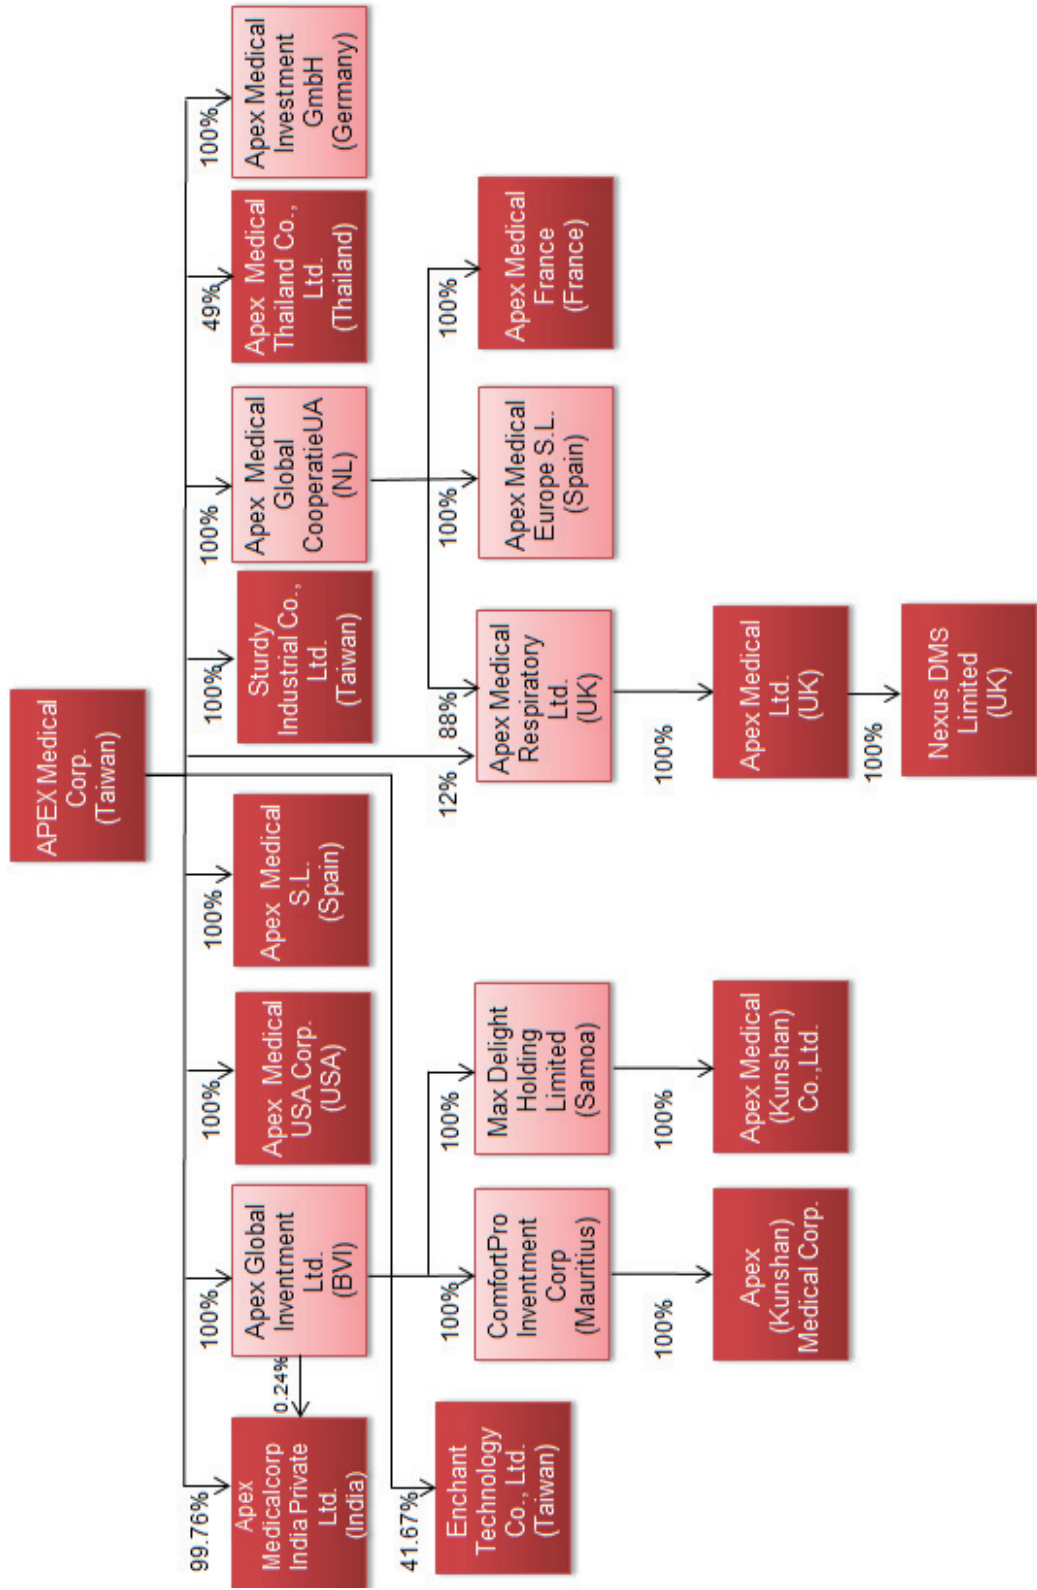 APEX Medical
Corp.
(Taiwan)
99.76%
Apex
Medicalcorp
India Private
Ltd.
(India)
0.24%
100%
Apex Global
Inventment
Ltd.
(BVI)
100%
Apex  Medical
USA Corp.
(USA)
100%
Apex  Medical
S.L.
(Spain)
100%
Sturdy
Industrial Co.,
Ltd.
(Taiwan)
100%
Apex  Medical
Global
CooperatieUA
(NL)
49%
Apex  Medical
Thailand Co.,
Ltd.
(Thailand)
100%
Apex Medical
Investment
GmbH
(Germany)
41.67%
Enchant
Technology
Co., Ltd.
(Taiwan)
100%
ComfortPro
Inventment
Corp
(Mauritius)
100%
Max Delight
Holding
Limited
(Samoa)
12%
88%
Apex Medical
Respiratory
Ltd.
(UK)
100%
Apex Medical
Europe S.L.
(Spain)
100%
Apex Medical
France
(France)
100%
Apex
(Kunshan)
Medical Corp.
100%
Apex Medical
(Kunshan)
Co.,Ltd.
100%
Apex Medical
Ltd.
(UK)
100%
Nexus DMS
Limited
(UK)